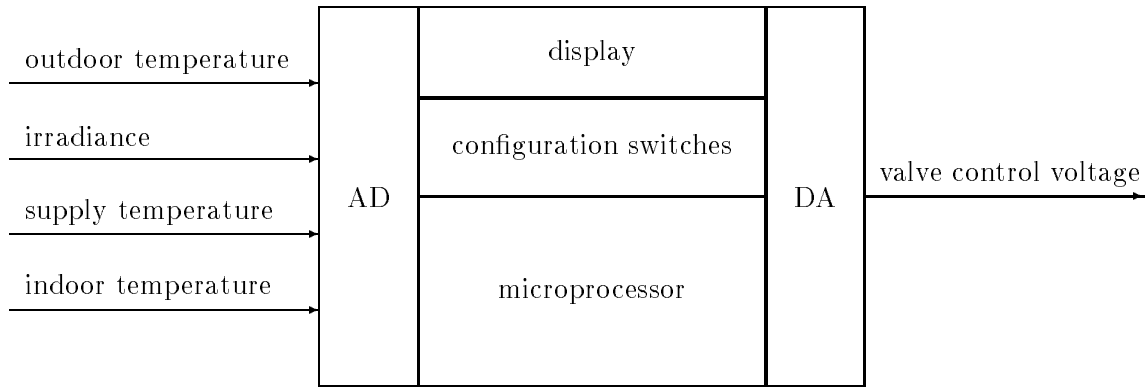 outdoor temperature
irradiance
supply temperature
indoor temperature
AD
display
configuration switches
microprocessor
DA
valve control voltage